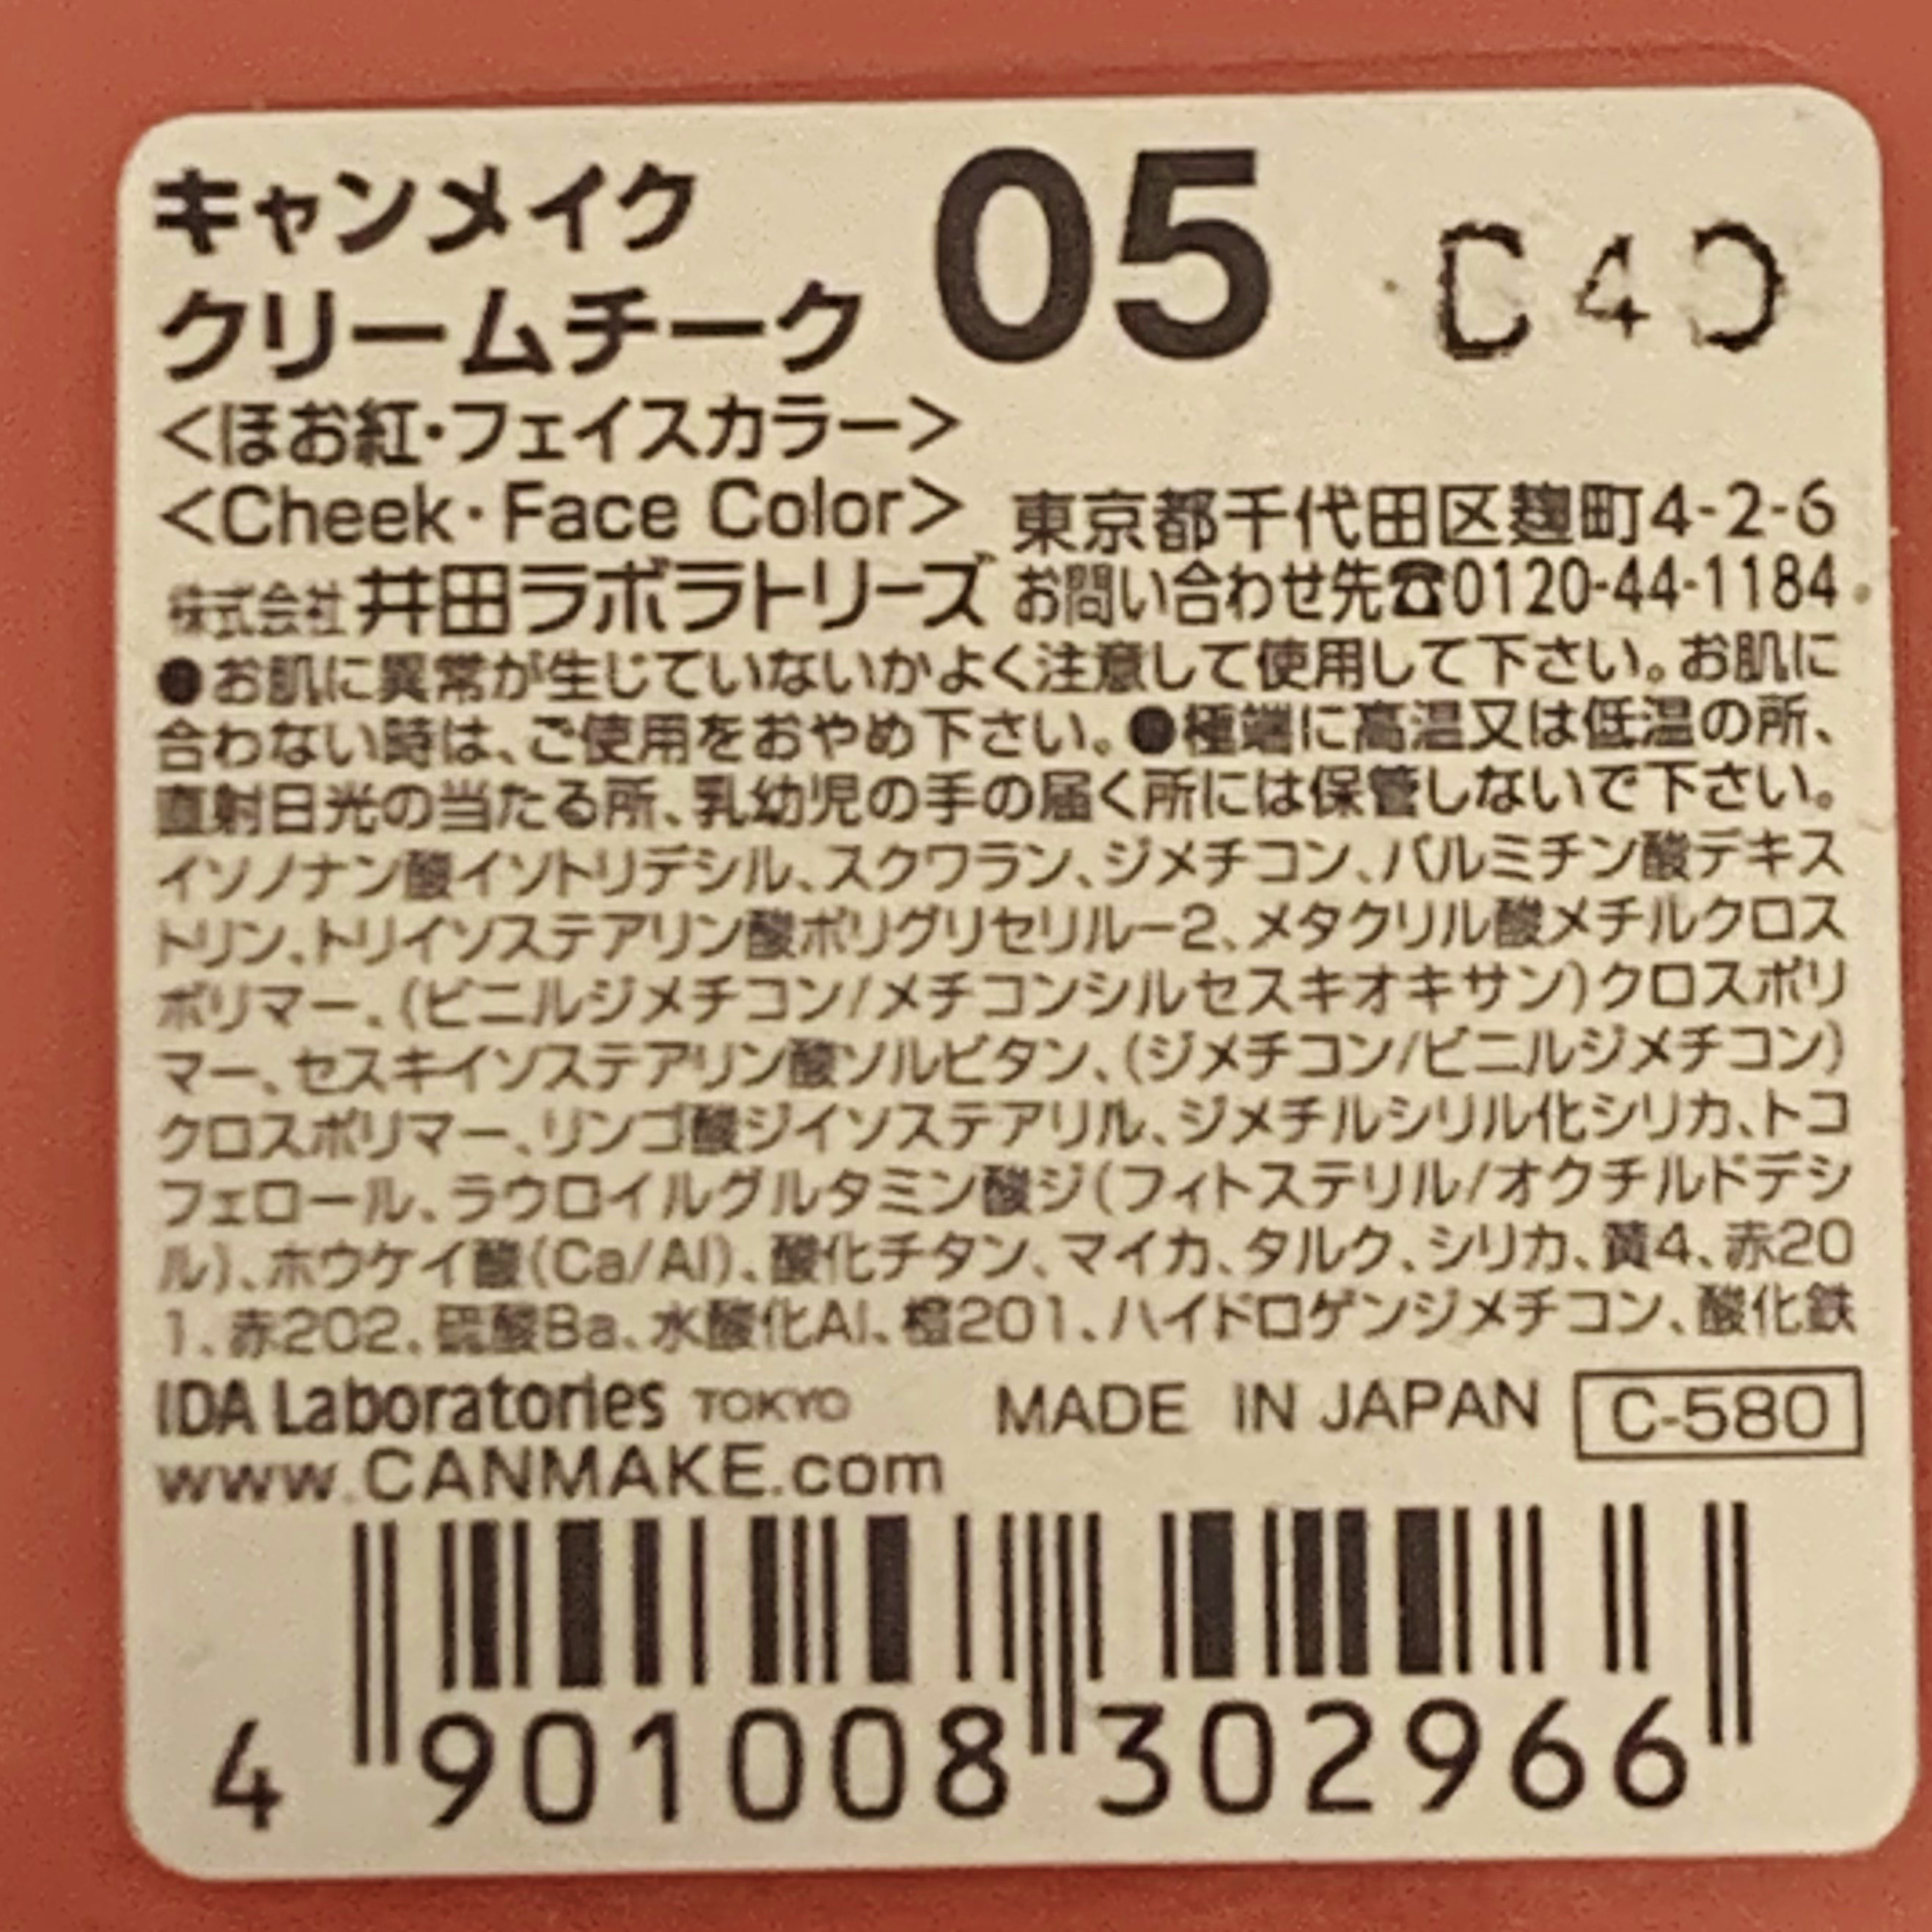 キャンメイク
クリームチーク
05
<ほお紅・フェイスカラー>
<Cheek・Face Color>
東京都千代田区麹町4-2-6
株式会社井田ラボラトリーズ
お問い合わせ先☎0120-44-1184
●お肌に異常が生じていないかよく注意して使用して下さい。お肌に
合わない時は、ご使用をおやめ下さい。●極端に高温又は低温の所、
直射日光の当たる所、乳幼児の手の届く所には保管しないで下さい。
イソノナン酸イソトリデシル、スクワラン、ジメチコン、パルミチン酸デキス
トリン、トリイソステアリン酸ポリグリセリル-2、メタクリル酸メチルクロス
ポリマー、(ビニルジメチコン/メチコンシルセスキオキサン)クロスポリ
マー、セスキイソステアリン酸ソルビタン、(ジメチコン/ビニルジメチコン)
クロスポリマー、リンゴ酸ジイソステアリル、ジメチルシリル化シリカ、トコ
フェロール、ラウロイルグルタミン酸ジ(フィトステリル/オクチルドデシ
ル)、ホウケイ酸(Ca/Al)、酸化チタン、マイカ、タルク、シリカ、黄4、赤20
1、赤202、硫酸Ba、水酸化Al、橙201、ハイドロゲンジメチコン、酸化鉄
IDA Laboratories TOKYO MADE IN JAPAN C-580
www.CANMAKE.com
4 901008 302966